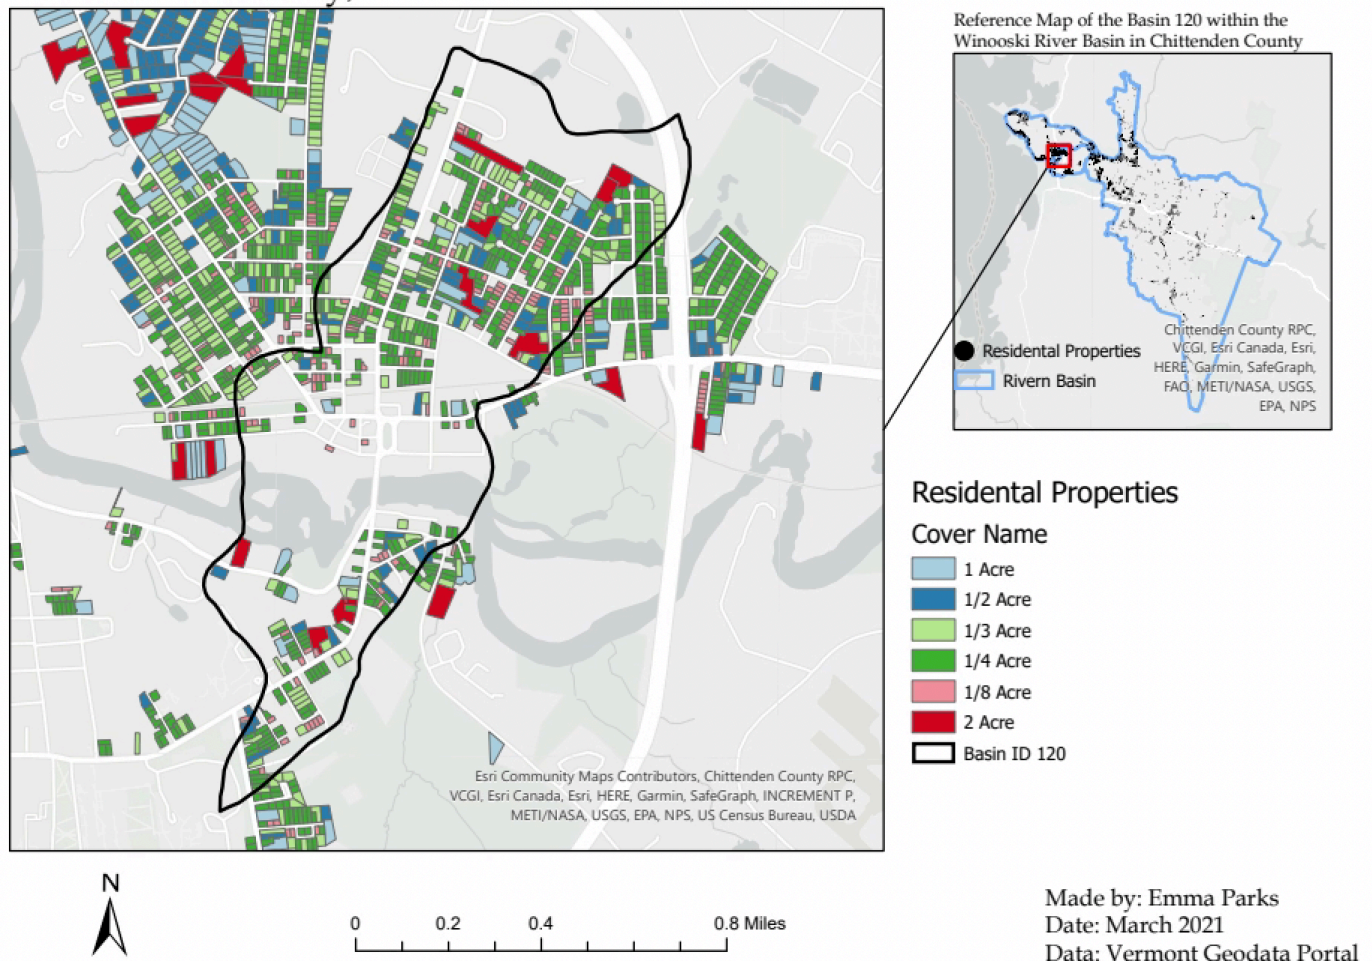 Reference Map of the Basin 120 within the
Winooski River Basin in Chittenden County
Chittenden County RPC,
VCGI, Esri Canada, Esri,
HERE, Garmin, SafeGraph,
FAO, METI/NASA, USGS,
EPA, NPS
Residental Properties
Rivern Basin
Residental Properties
Cover Name
1 Acre
1/2 Acre
1/3 Acre
1/4 Acre
1/8 Acre
2 Acre
Basin ID 120
Esri Community Maps Contributors, Chittenden County RPC,
VCGI, Esri Canada, Esri, HERE, Garmin, SafeGraph, INCREMENT P,
METI/NASA, USGS, EPA, NPS, US Census Bureau, USDA
N
0 0.2 0.4 0.8 Miles
Made by: Emma Parks
Date: March 2021
Data: Vermont Geodata Portal